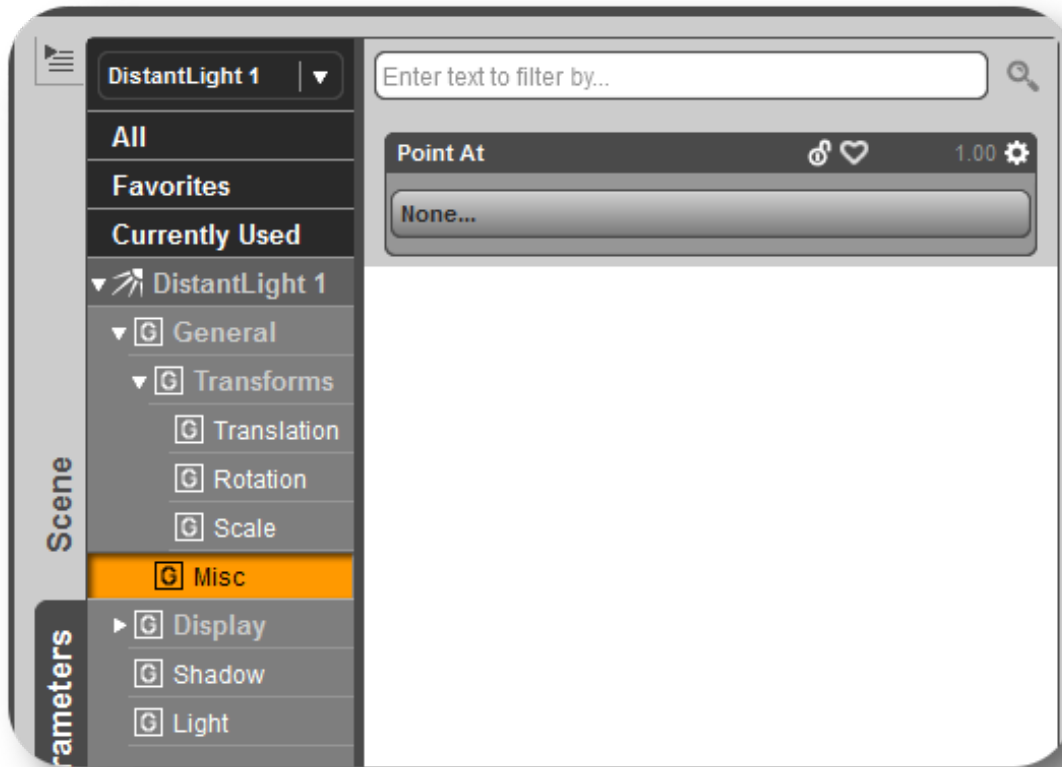 DistantLight 1
Enter text to filter by...
All
Favorites
Currently Used
Point At
1.00
None...
DistantLight 1
G General
G Transforms
G Translation
G Rotation
G Scale
G Misc
G Display
G Shadow
G Light
Scene
rameters